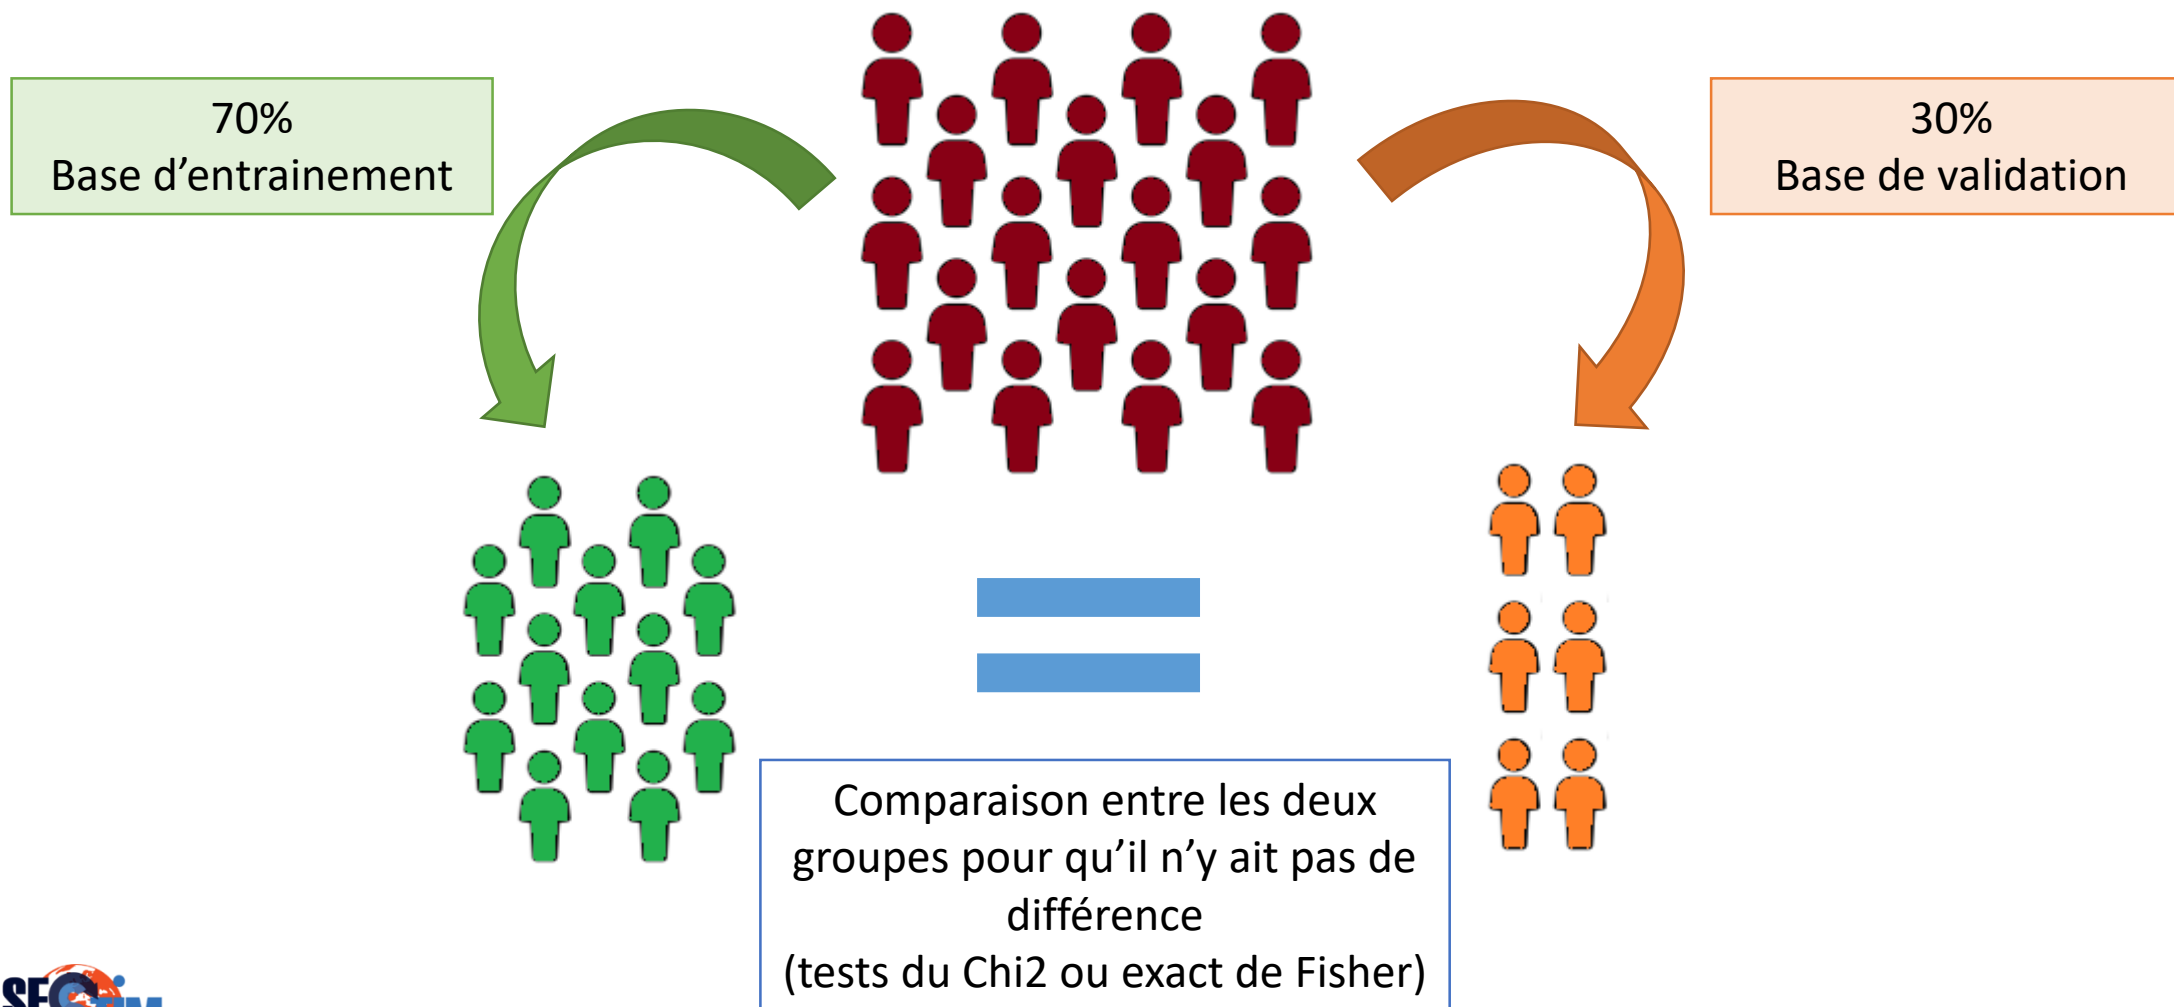 70%
Base d’entrainement
30%
Base de validation
Comparaison entre les deux
groupes pour qu’il n’y ait pas de
différence
(tests du Chi2 ou exact de Fisher)